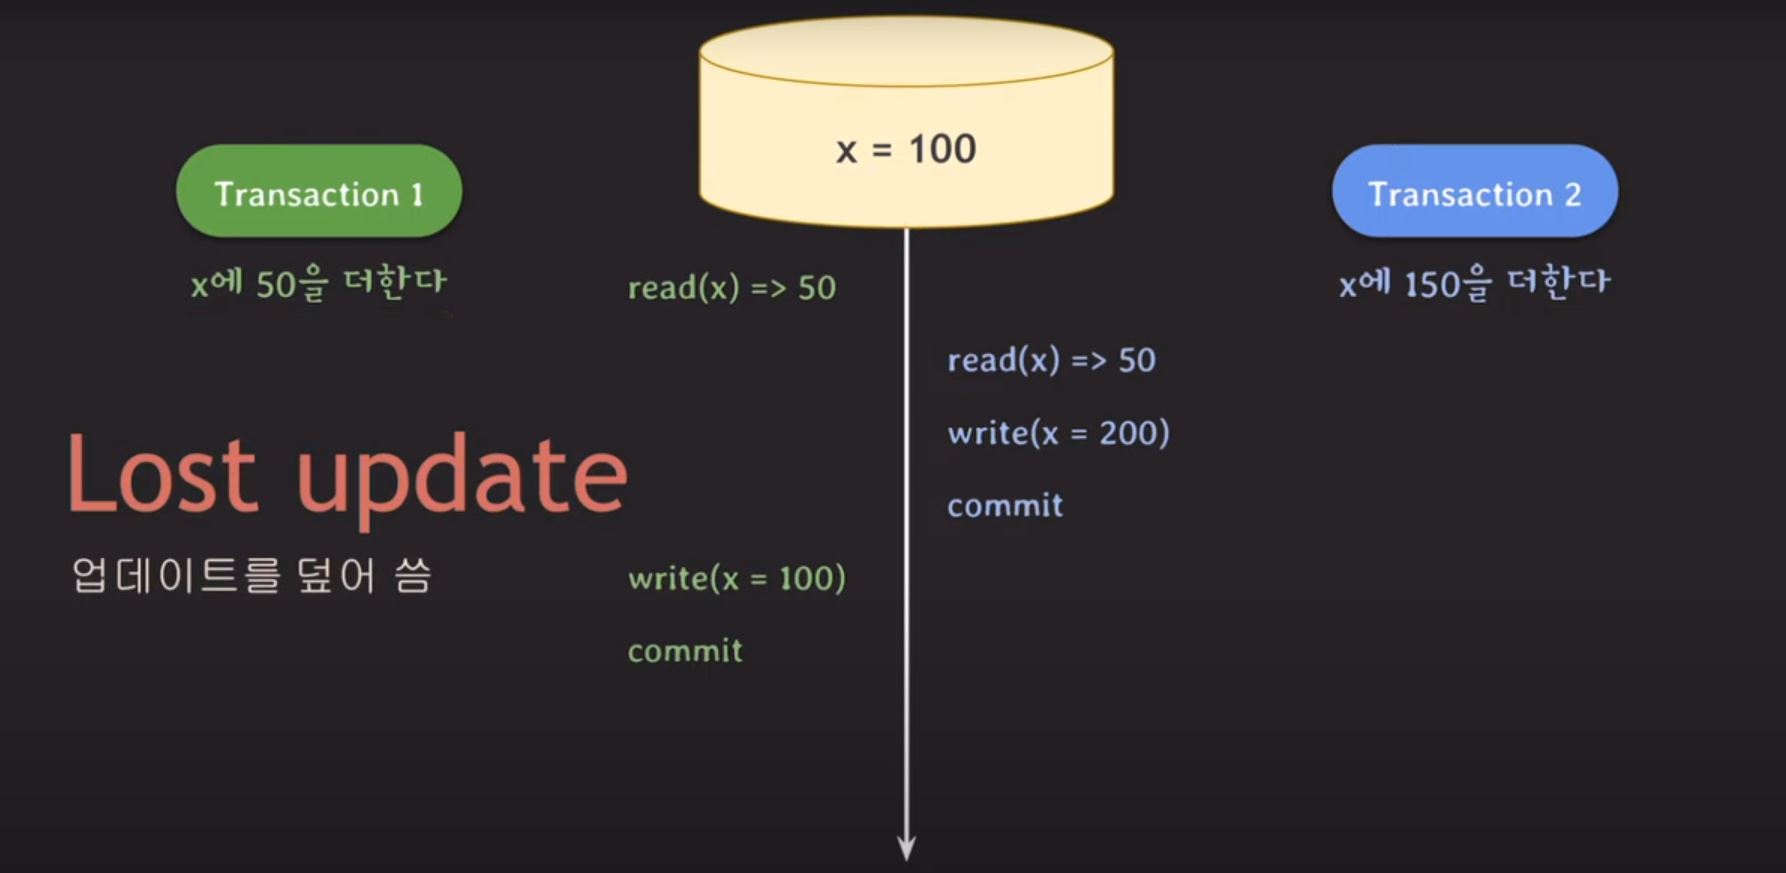 x = 100
Transaction 1
x에 50을 더한다
Transaction 2
x에 150을 더한다
read(x) => 50
read(x) => 50
write(x = 200)
commit
Lost update
업데이트를 덮어 씀
write(x = 100)
commit